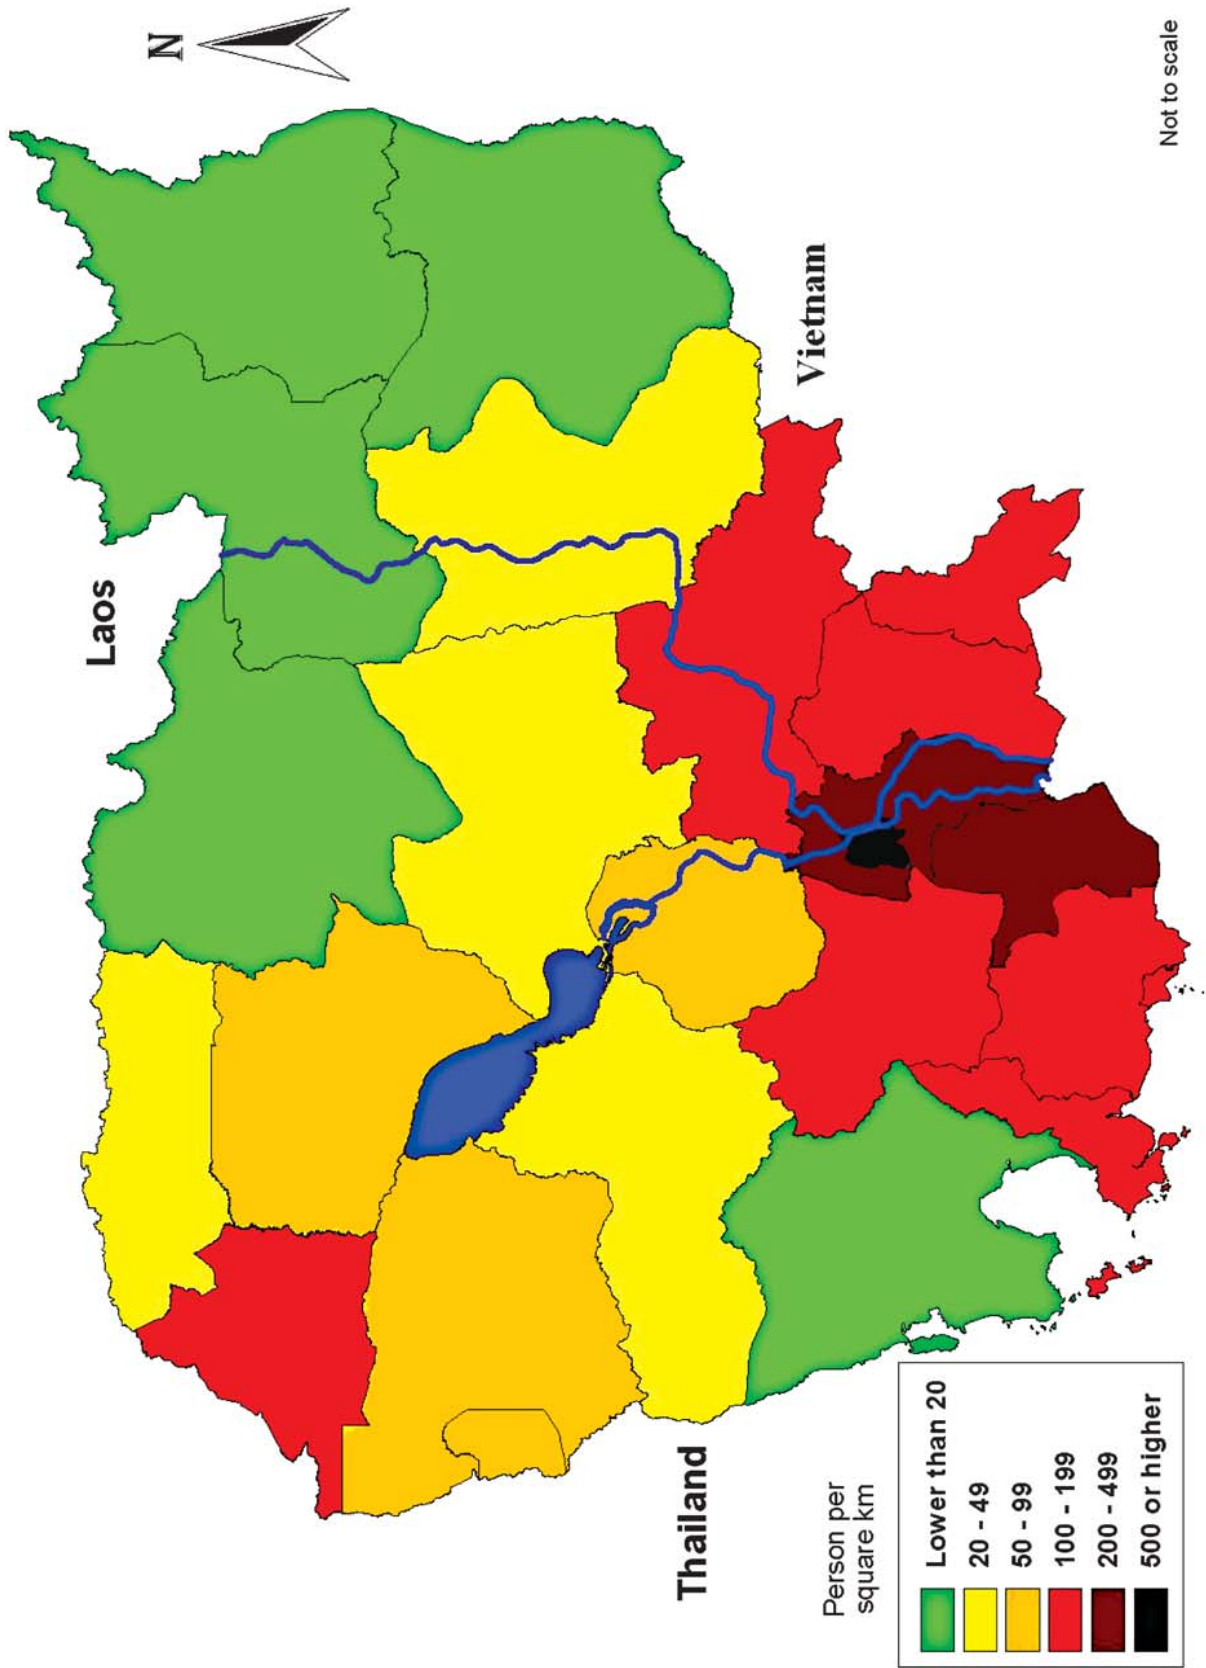 N
Laos
Vietnam
Thailand
Not to scale
Person per
square km
Lower than 20
20 - 49
50 - 99
100 - 199
200 - 499
500 or higher